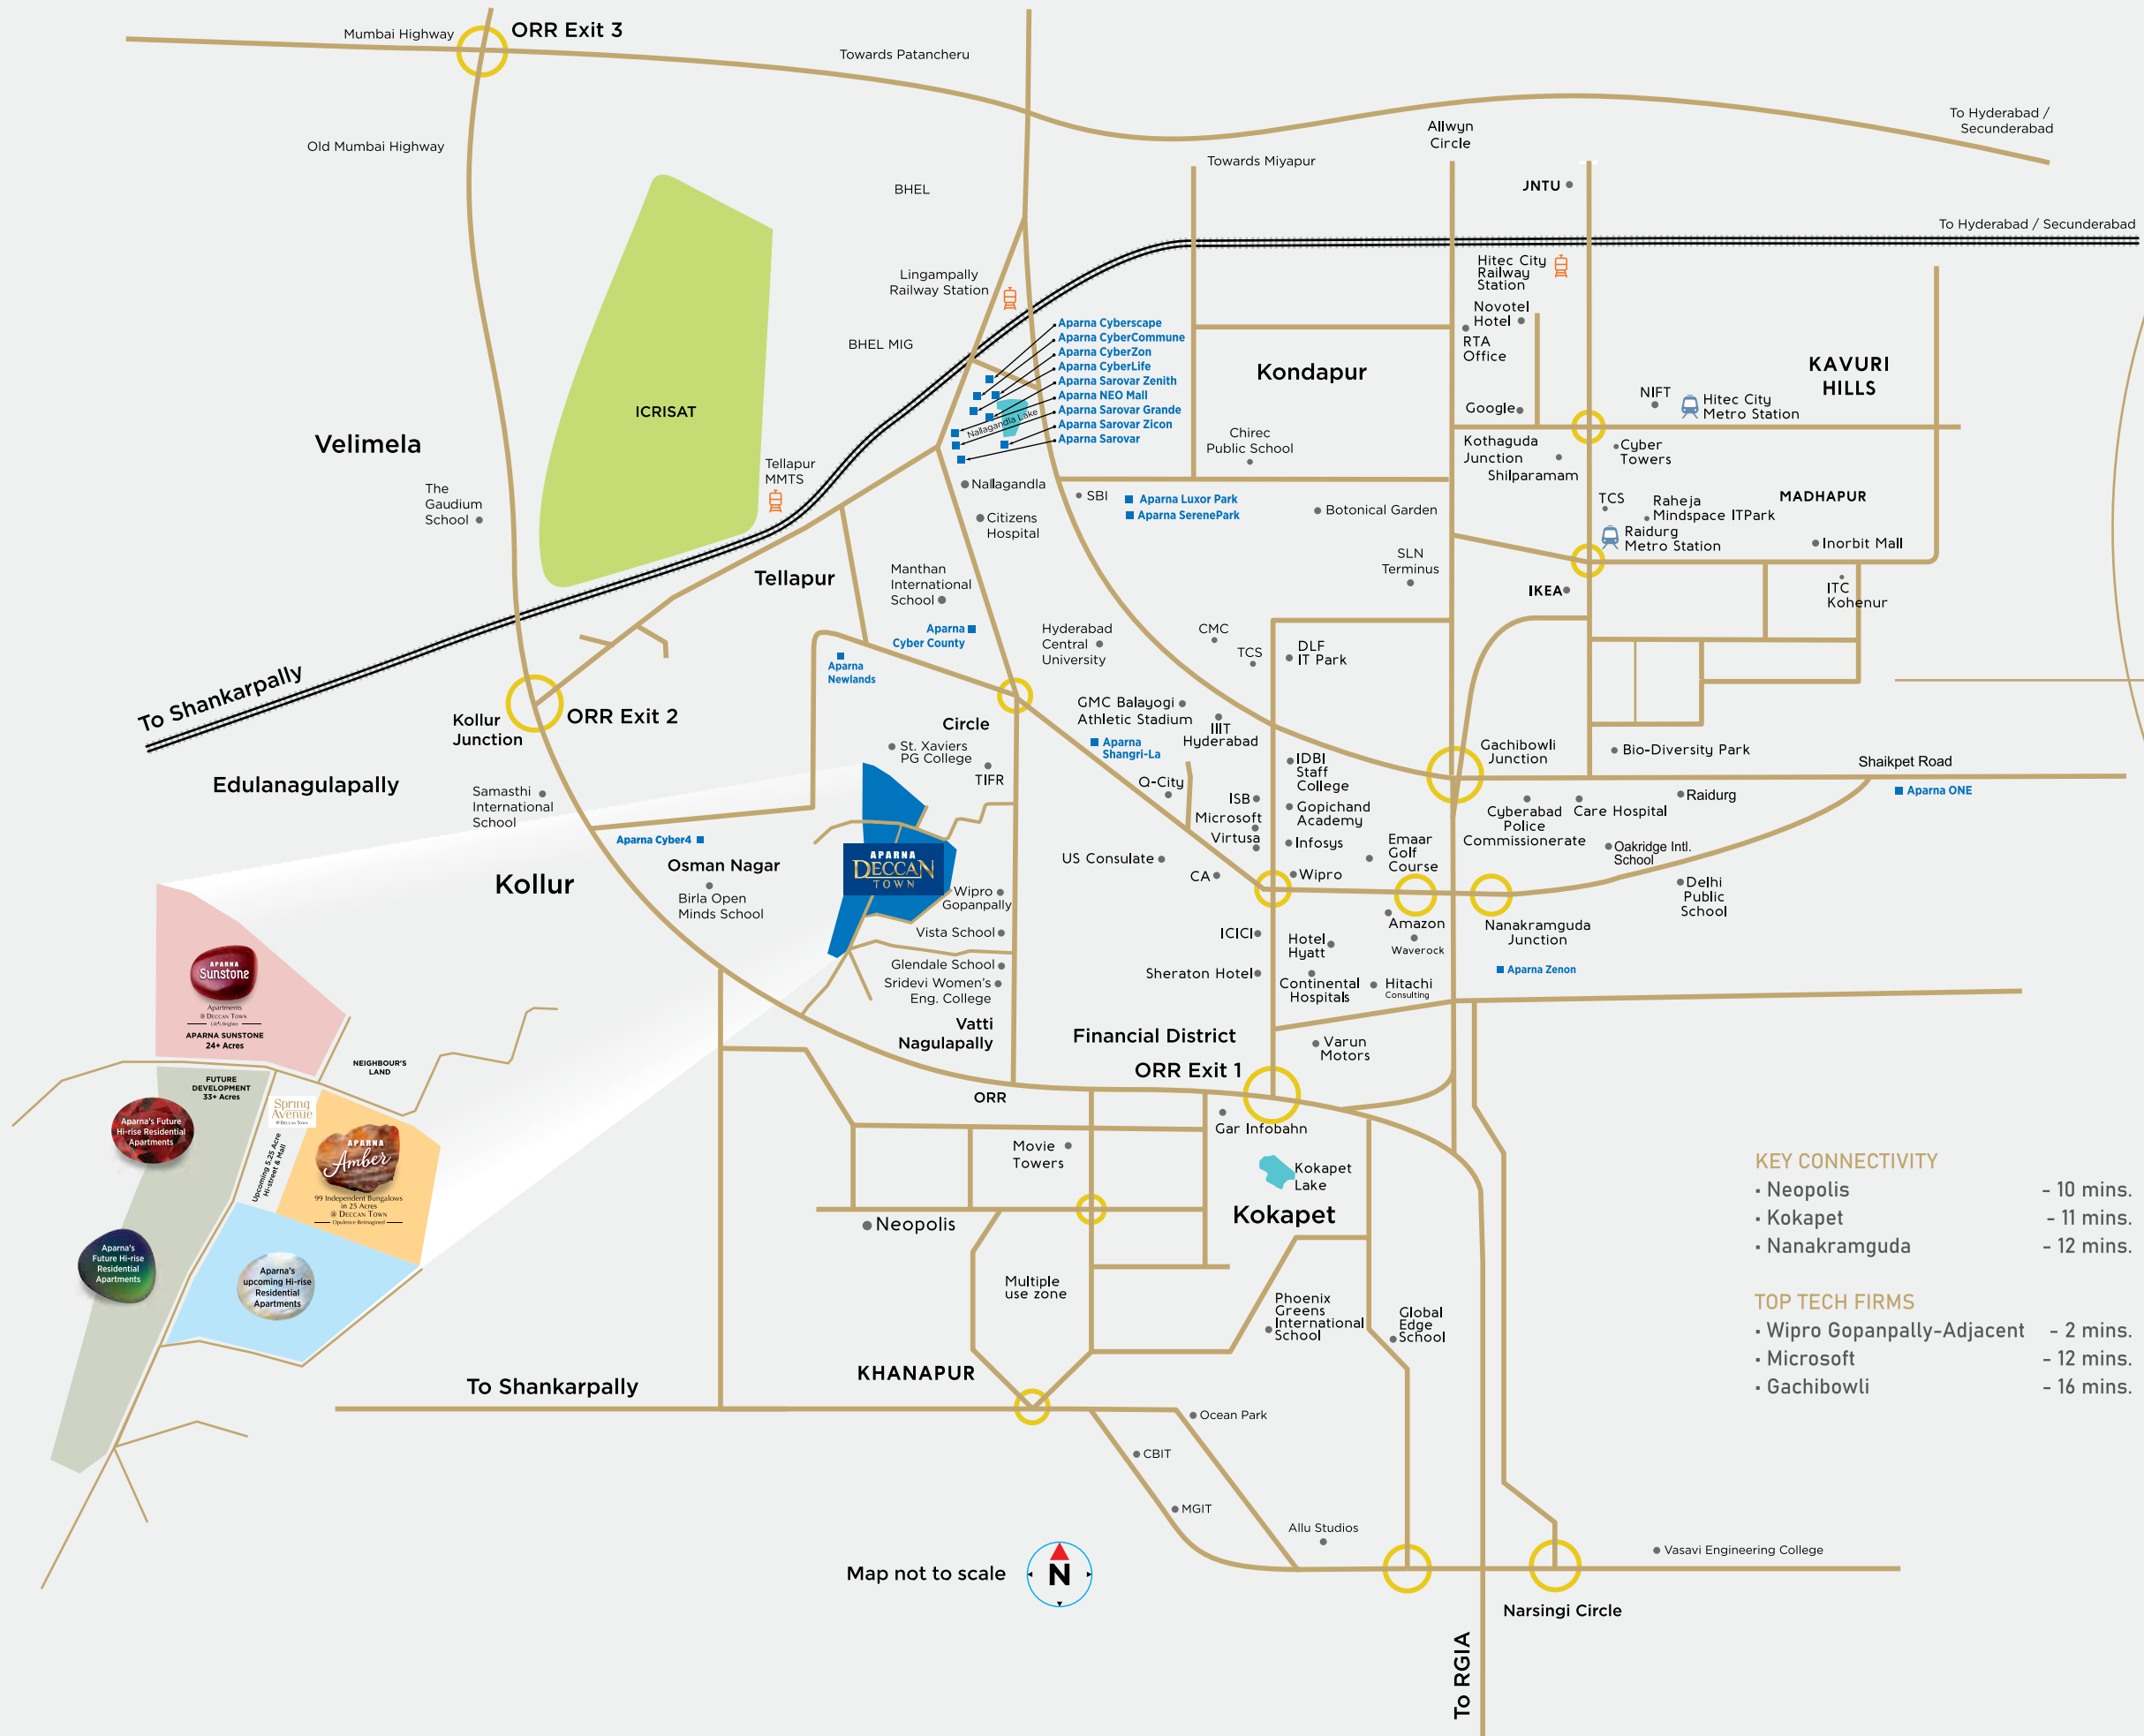 Mumbai Highway
ORR Exit 3
Towards Patancheru
To Hyderabad /
Secunderabad
Old Mumbai Highway
Allwyn
Circle
Towards Miyapur
BHEL
JNTU
To Hyderabad / Secunderabad
Lingampally
Railway Station
Hitec City
Railway
Station
Novotel
Hotel
RTA
Office
BHEL MIG
Aparna Cyberscape
Aparna CyberCommune
Aparna CyberZon
Aparna CyberLife
Aparna Sarovar Zenith
Aparna NEO Mall
Aparna Sarovar Grande
Aparna Sarovar Zicon
Aparna Sarovar
Nallagandla Lake
Kondapur
KAVURI
HILLS
NIFT
Hitec City
Metro Station
Google
ICRISAT
Velimela
Chirec
Public School
Kothaguda
Junction
Shilparamam
Cyber
Towers
Tellapur
MMTS
The
Gaudium
School
Nallagandla
SBI
Aparna Luxor Park
Aparna SerenePark
Botonical Garden
TCS
Raheja
Mindspace ITPark
MADHAPUR
Citizens
Hospital
Raidurg
Metro Station
Inorbit Mall
SLN
Terminus
Tellapur
Manthan
International
School
IKEA
ITC
Kohenur
Aparna
Cyber County
Hyderabad
Central
University
CMC
TCS
DLF
IT Park
Aparna
Newlands
To Shankarpally
Kollur
Junction
ORR Exit 2
Circle
GMC Balayogi
Athletic Stadium
IIIT
Hyderabad
Aparna
Shangri-La
St. Xaviers
PG College
TIFR
IDBI
Staff
College
Gachibowli
Junction
Bio-Diversity Park
Shaikpet Road
Edulanagulapally
Samasthi
International
School
Q-City
ISB
Microsoft
Virtusa
Gopichand
Academy
Infosys
Cyberabad
Police
Commissionerate
Care Hospital
Raidurg
Aparna ONE
Aparna Cyber4
Osman Nagar
Birla Open
Minds School
Kollur
APARNA
DECCAN
TOWN
US Consulate
CA
Wipro
Emaar
Golf
Course
Oakridge Intl.
School
Delhi
Public
School
Wipro
Gopanpally
Amazon
Waverock
Nanakramguda
Junction
Vista School
ICICI
Hotel
Hyatt
Glendale School
Sridevi Women's
Eng. College
Sheraton Hotel
Continental
Hospitals
Hitachi
Consulting
Aparna Zenon
Vatti
Nagulapally
Financial District
Varun
Motors
ORR Exit 1
ORR
Gar Infobahn
APARNA
Sunstone
Apartments
@ DECCAN TOWN
APARNA SUNSTONE
24+ Acres
NEIGHBOUR'S
LAND
FUTURE
DEVELOPMENT
33+ Acres
Spring
Avenue
@ DECCAN TOWN
Aparna's Future
Hi-rise Residential
Apartments
Upcoming 5.25 Acre
Hi-street & Mall
APARNA
Amber
99 Independent Bungalows
in 25 Acres
@ DECCAN TOWN
Opulence Reimagined
Aparna's
Future Hi-rise
Residential
Apartments
Aparna's
upcoming Hi-rise
Residential
Apartments
Movie
Towers
Kokapet
Lake
Neopolis
Kokapet
Multiple
use zone
Phoenix
Greens
International
School
Global
Edge
School
KEY CONNECTIVITY
• Neopolis - 10 mins.
• Kokapet - 11 mins.
• Nanakramguda - 12 mins.
TOP TECH FIRMS
• Wipro Gopanpally-Adjacent - 2 mins.
• Microsoft - 12 mins.
• Gachibowli - 16 mins.
To Shankarpally
KHANAPUR
Ocean Park
CBIT
MGIT
Allu Studios
Vasavi Engineering College
Map not to scale
N
Narsingi Circle
To RGIA